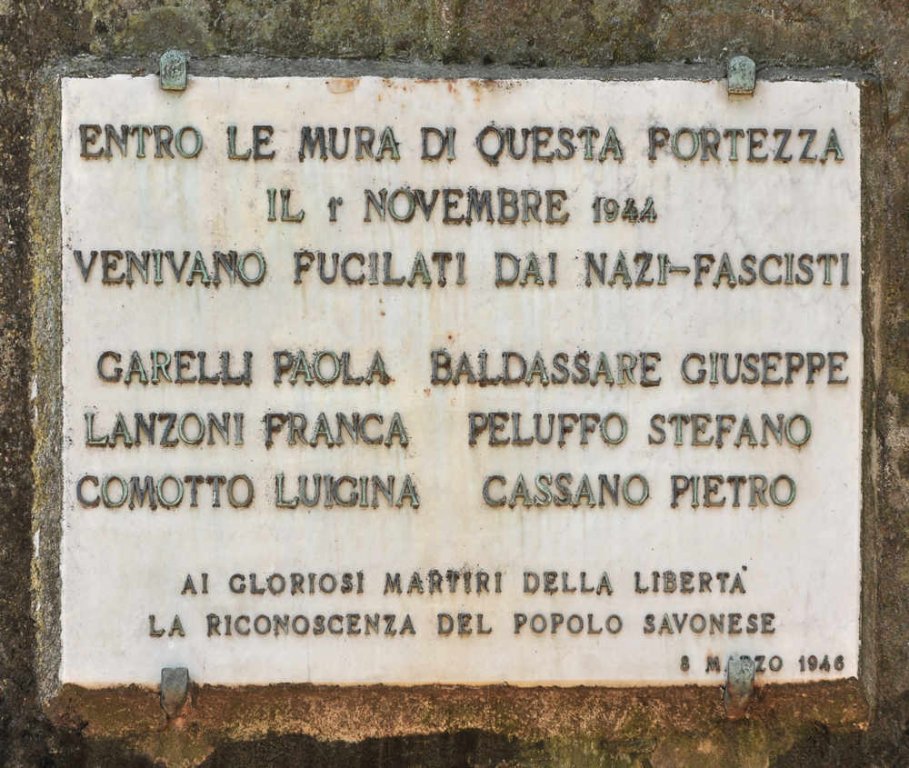 ENTRO LE MURA DI QUESTA FORTEZZA
IL 1° NOVEMBRE 1944
VENIVANO FUCILATI DAI NAZI-FASCISTI
GARELLI PAOLA BALDASSARE GIUSEPPE
LANZONI FRANCA PELUFFO STEFANO
COMOTTO LUIGINA CASSANO PIETRO
AI GLORIOSI MARTIRI DELLA LIBERTA'
LA RICONOSCENZA DEL POPOLO SAVONESE
8 MARZO 1946